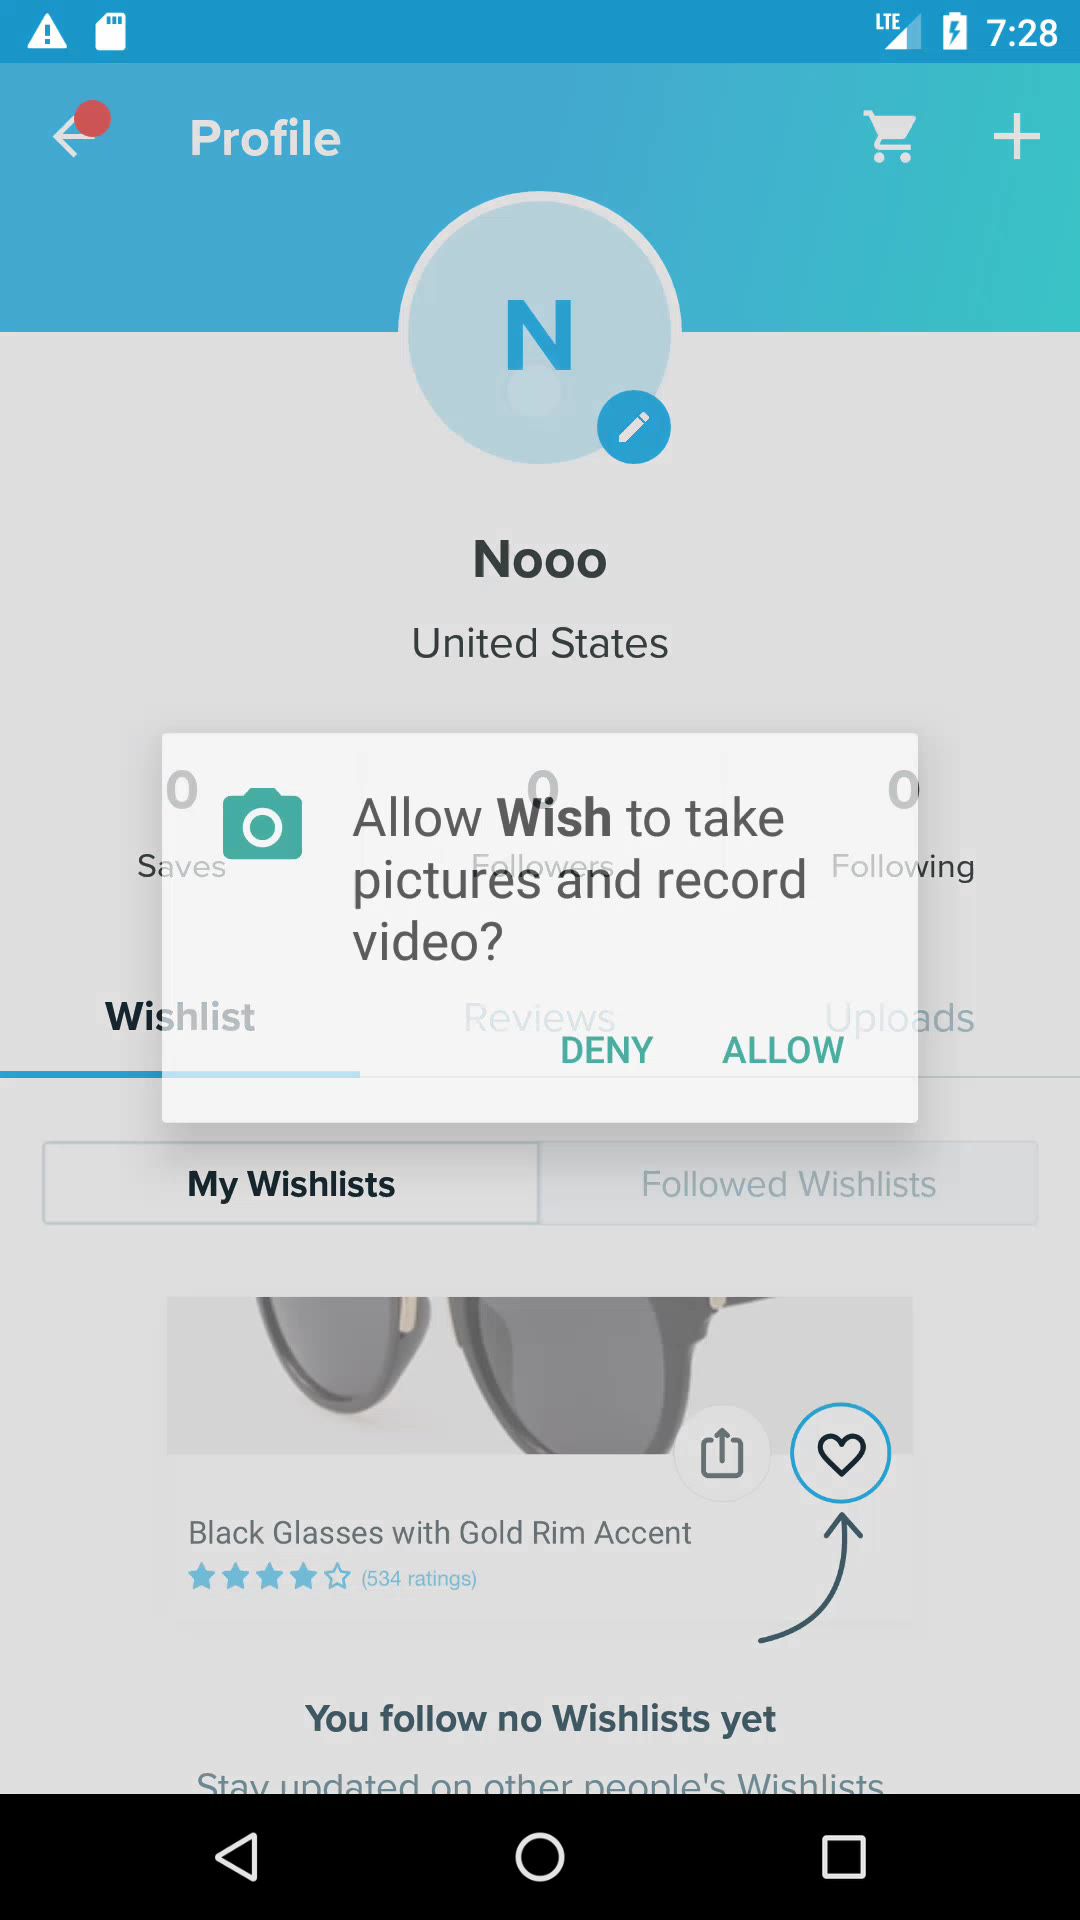 LTE 7:28
Profile
N
Nooo
United States
0 0 0
Saves Followers Following
Allow Wish to take
pictures and record
video?
Wishlist Reviews Uploads
DENY ALLOW
My Wishlists Followed Wishlists
Black Glasses with Gold Rim Accent
(534 ratings)
You follow no Wishlists yet
Stay updated on other people's Wishlists